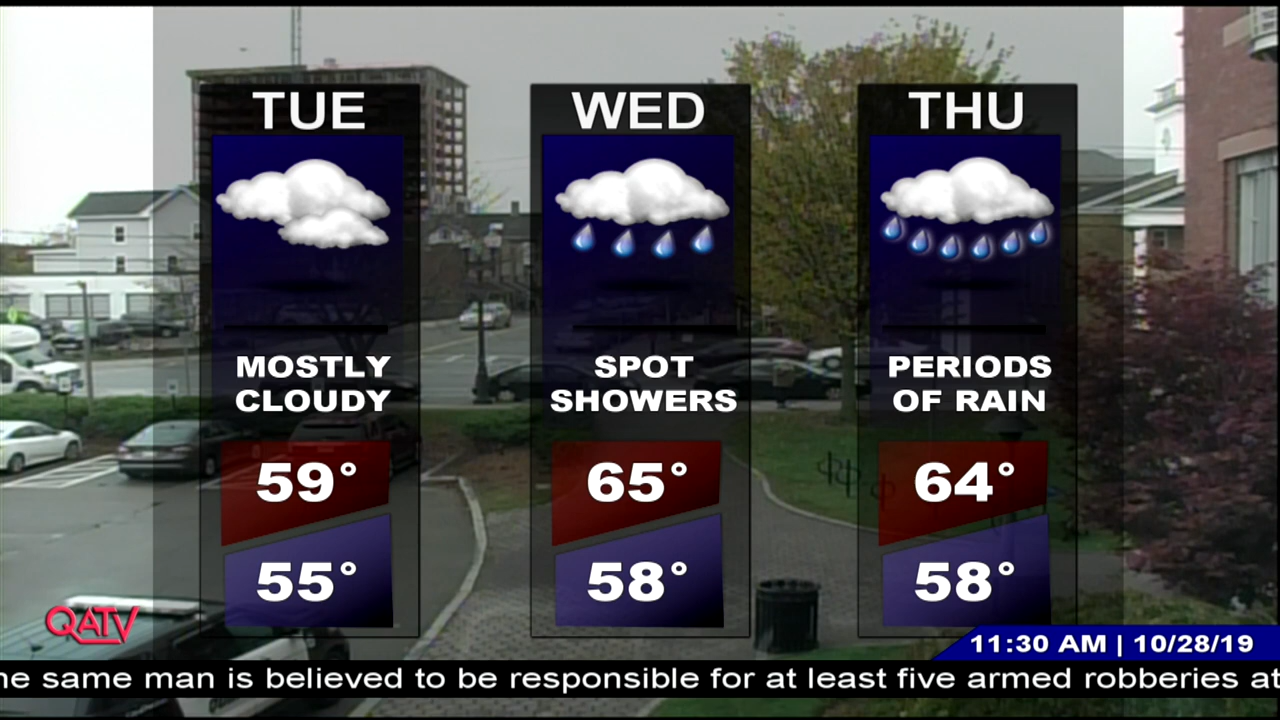 TUE
MOSTLY
CLOUDY
59°
55°
WED
SPOT
SHOWERS
65°
58°
THU
PERIODS
OF RAIN
64°
58°
QATV
11:30 AM | 10/28/19
same man is believed to be responsible for at least five armed robberies at